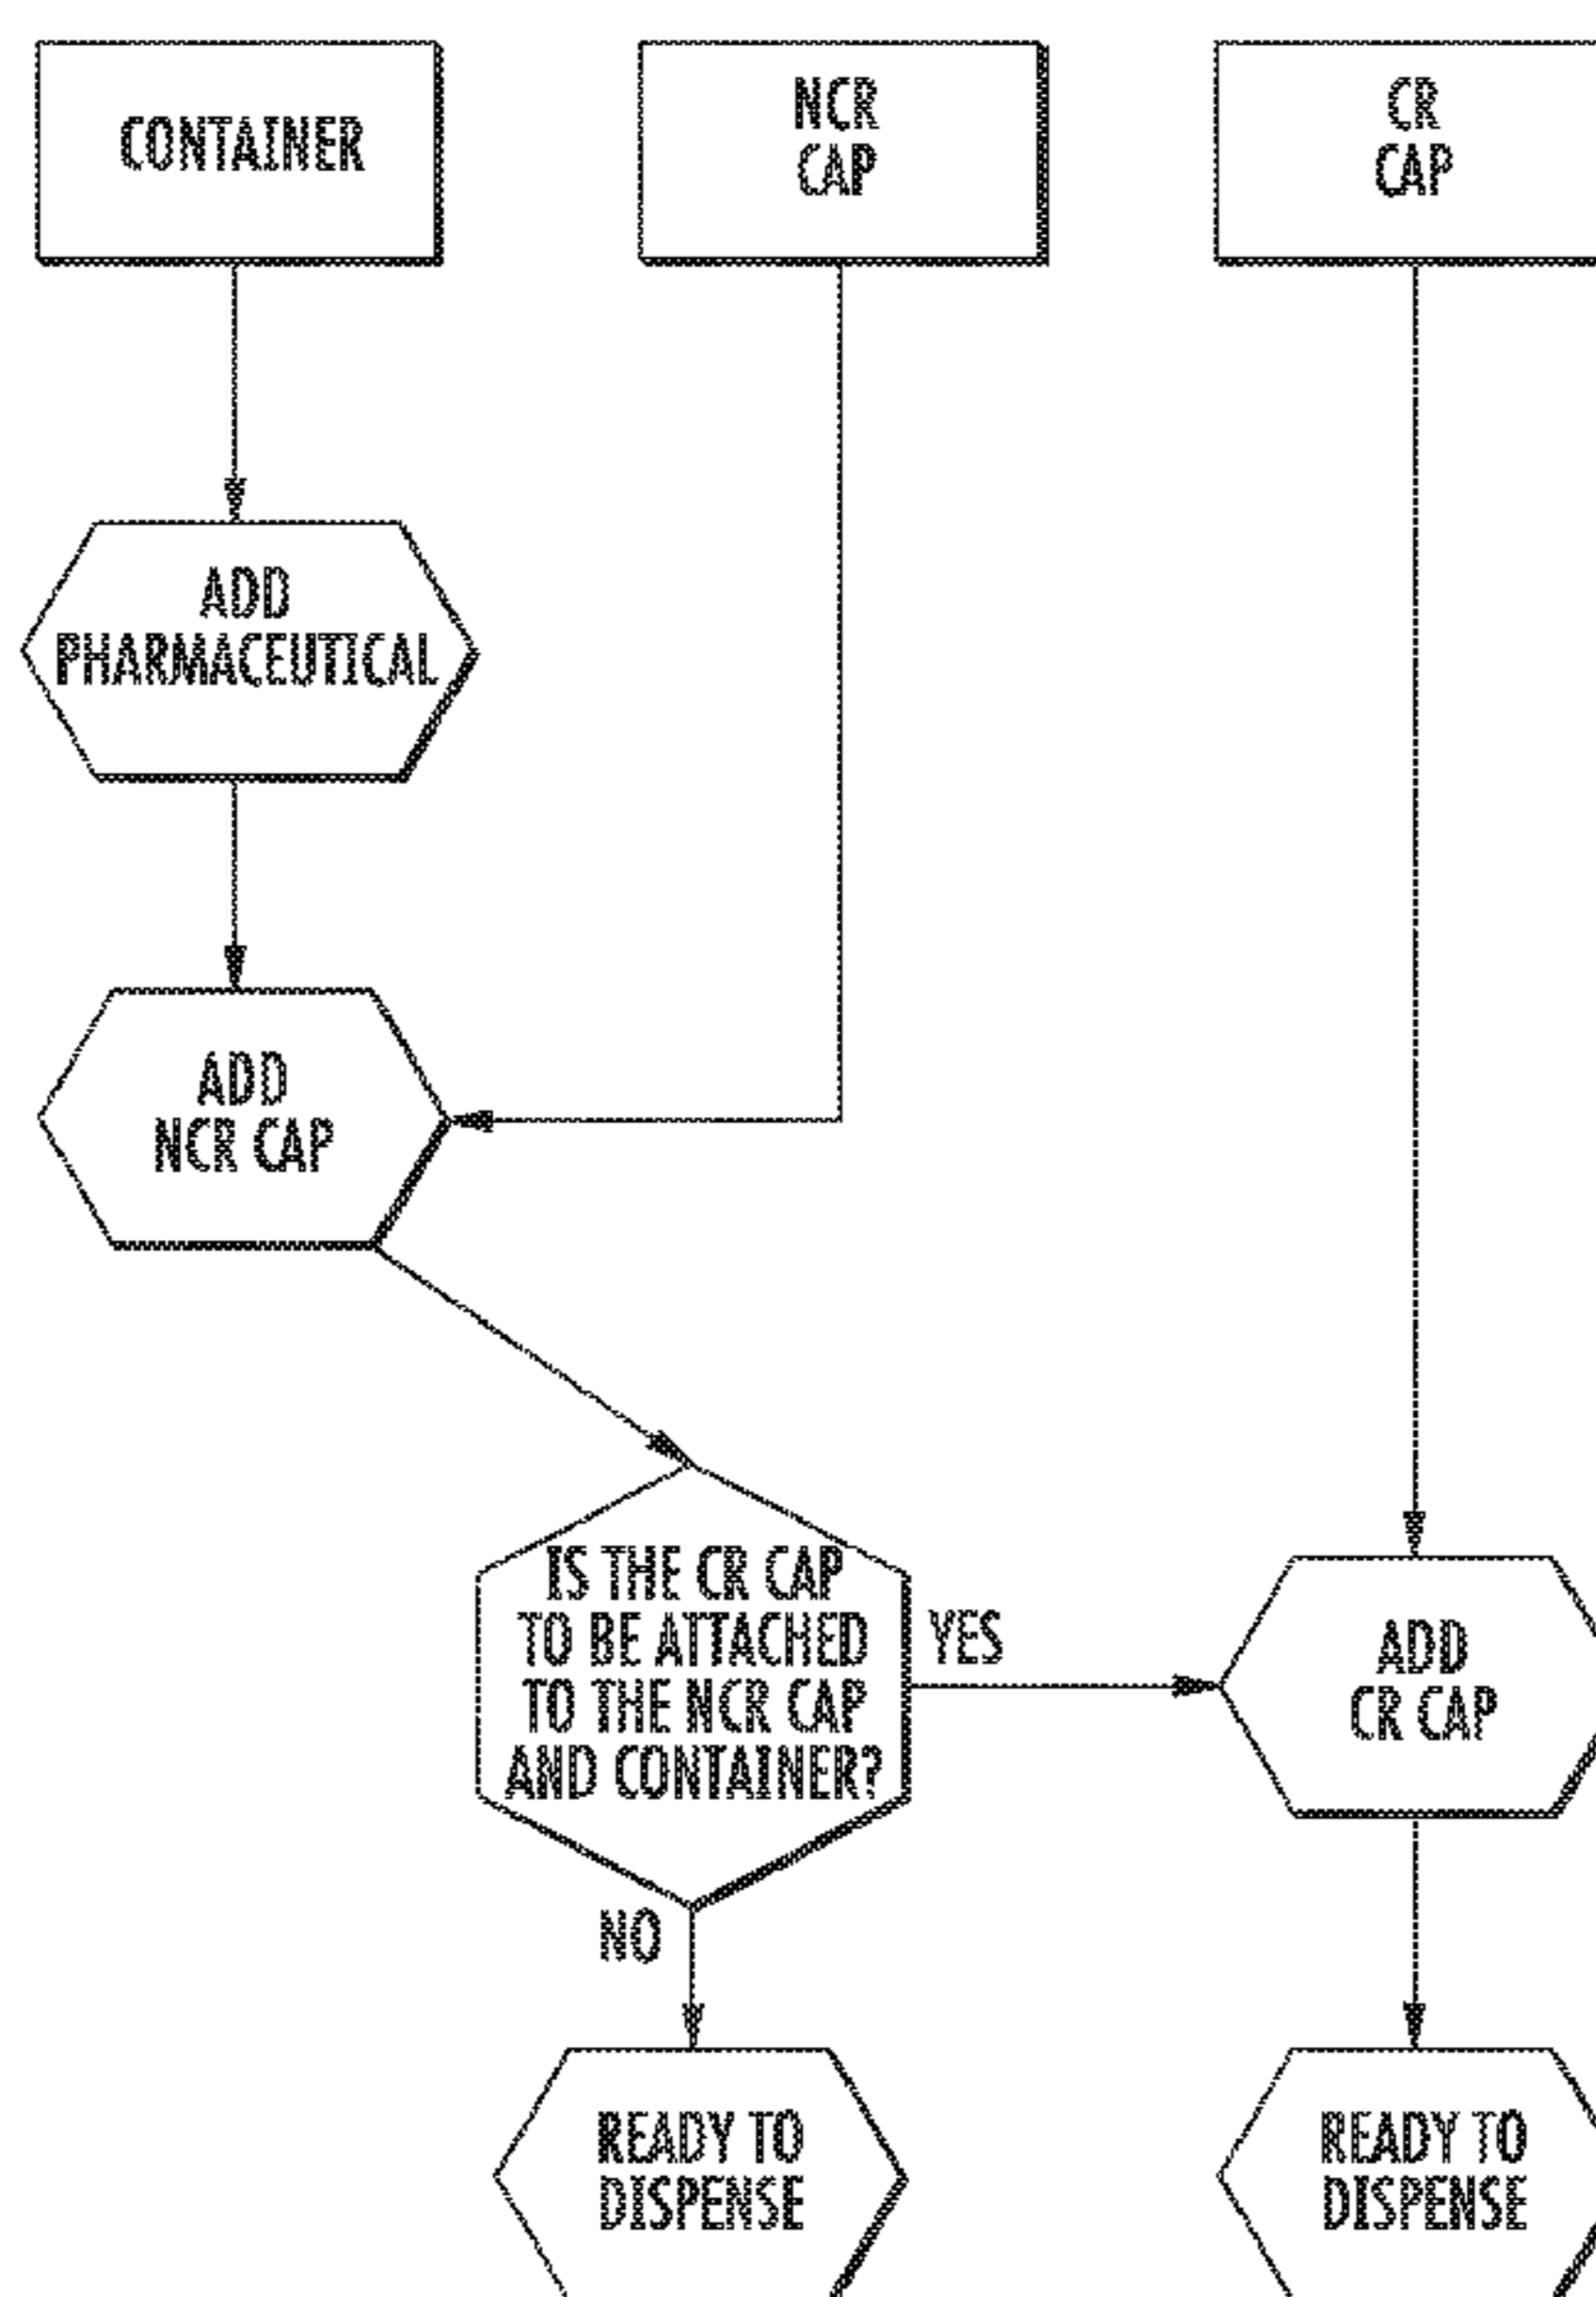 CONTAINER
NCR
CAP
CR
CAP
ADD
PHARMACEUTICAL
ADD
NCR CAP
IS THE CR CAP
TO BE ATTACHED
TO THE NCR CAP
AND CONTAINER?
YES
ADD
CR CAP
NO
READY TO
DISPENSE
READY TO
DISPENSE